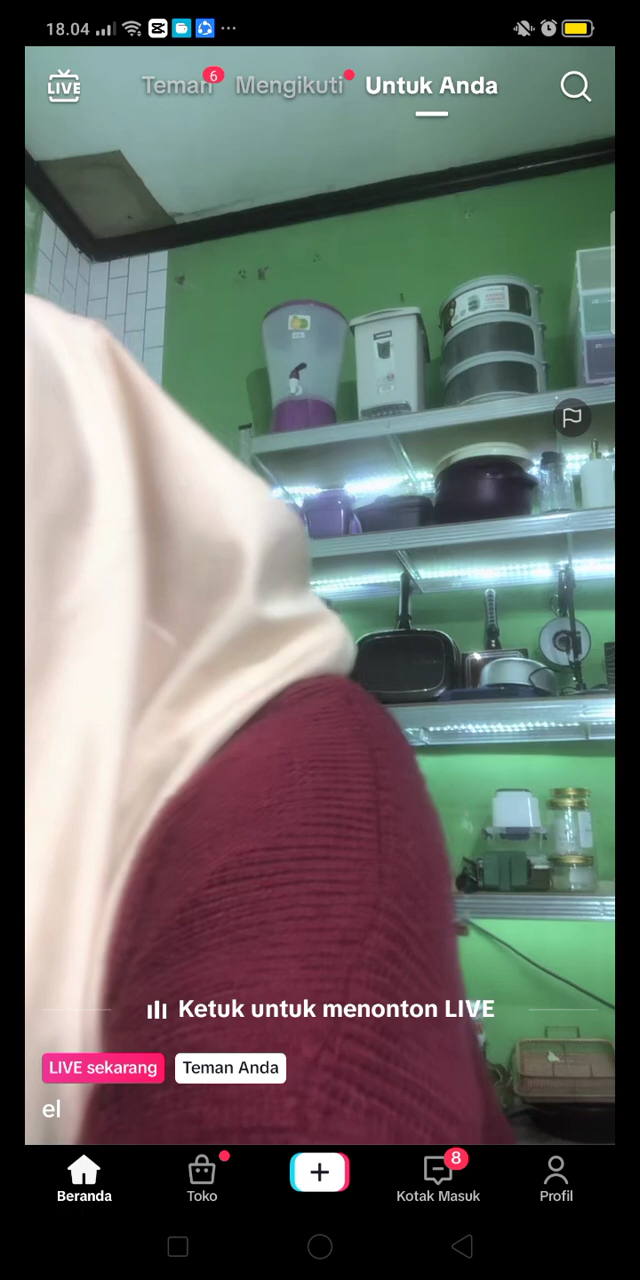 18.04
LIVE
Teman 6
Mengikuti
Untuk Anda
Ketuk untuk menonton LIVE
LIVE sekarang
Teman Anda
el
8
Beranda
Toko
Kotak Masuk
Profil